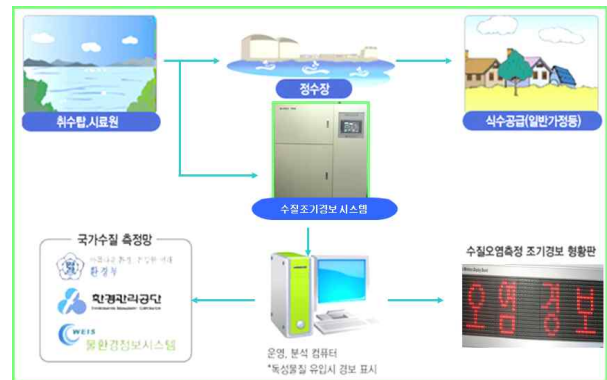 취수탑,시료원
정수장
식수공급(일반가정등)
수질조기경보시스템
국가수질 측정망
환경부
환경관리공단
WEIS
물환경정보시스템
운영, 분석 컴퓨터
*독성물질 유입시 경보 표시
수질오염측정 조기경보 형황판
오염경보